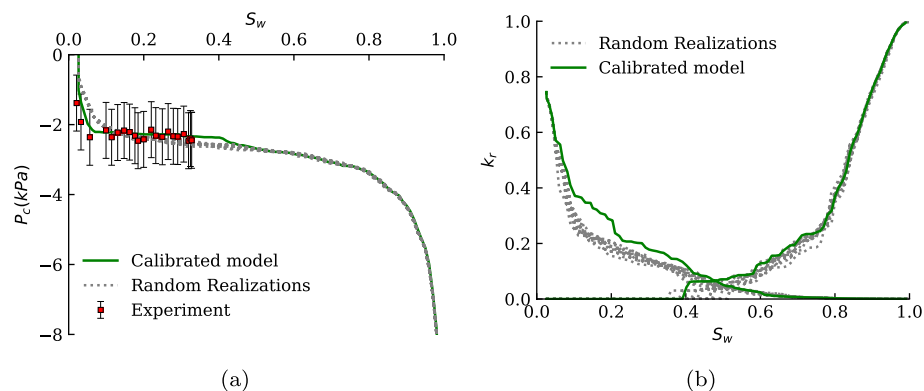 S_w
0.0 0.2 0.4 0.6 0.8 1.0
0
−2
−4
−6
−8
P_c(kPa)
Calibrated model
Random Realizations
Experiment
(a)
1.0
0.8
0.6
0.4
0.2
0.0
k_r
Random Realizations
Calibrated model
0.0 0.2 0.4 0.6 0.8 1.0
S_w
(b)